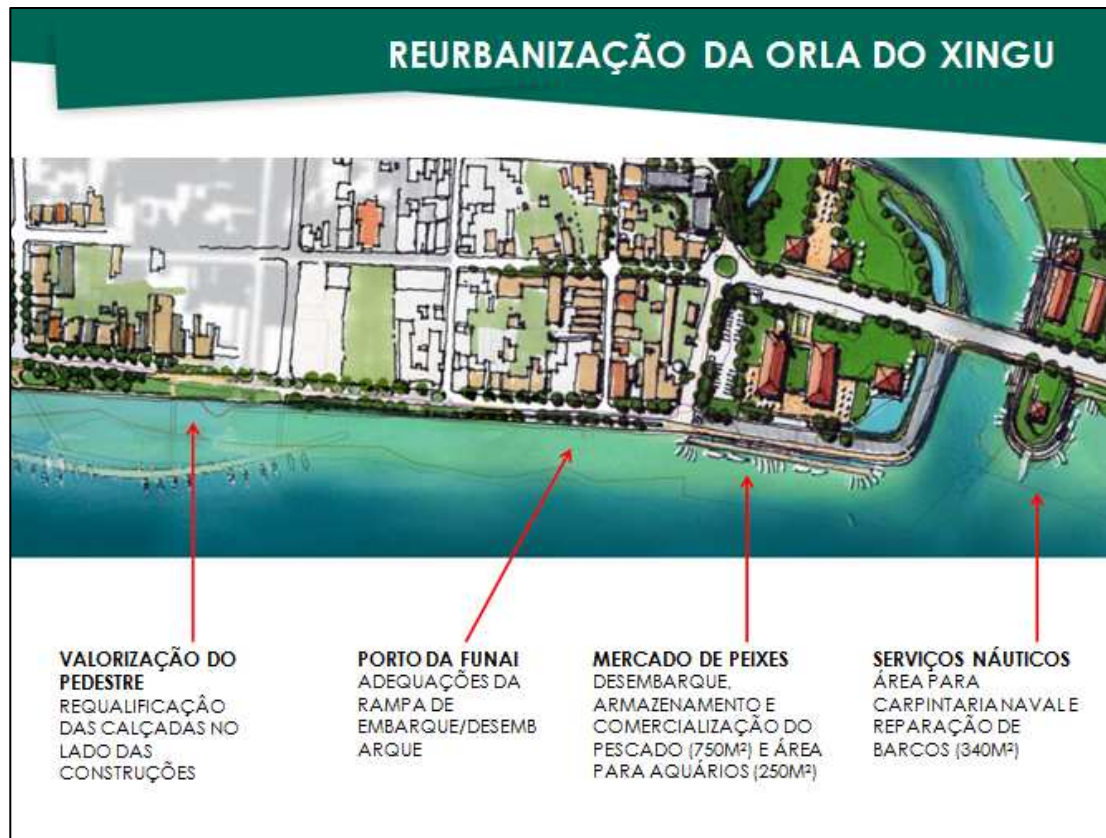 REURBANIZAÇÃO DA ORLA DO XINGU
VALORIZAÇÃO DO
PEDESTRE
REQUALIFICAÇÃO
DAS CALÇADAS NO
LADO DAS
CONSTRUÇÕES
PORTO DA FUNAI
ADEQUAÇÕES DA
RAMPA DE
EMBARQUE/DESEMB
ARQUE
MERCADO DE PEIXES
DESEMBARQUE,
ARMAZENAMENTO E
COMERCIALIZAÇÃO DO
PESCADO (750M²) E ÁREA
PARA AQUÁRIOS (250M²)
SERVIÇOS NÁUTICOS
ÁREA PARA
CARPINTARIA NAVAL E
REPARAÇÃO DE
BARCOS (340M²)